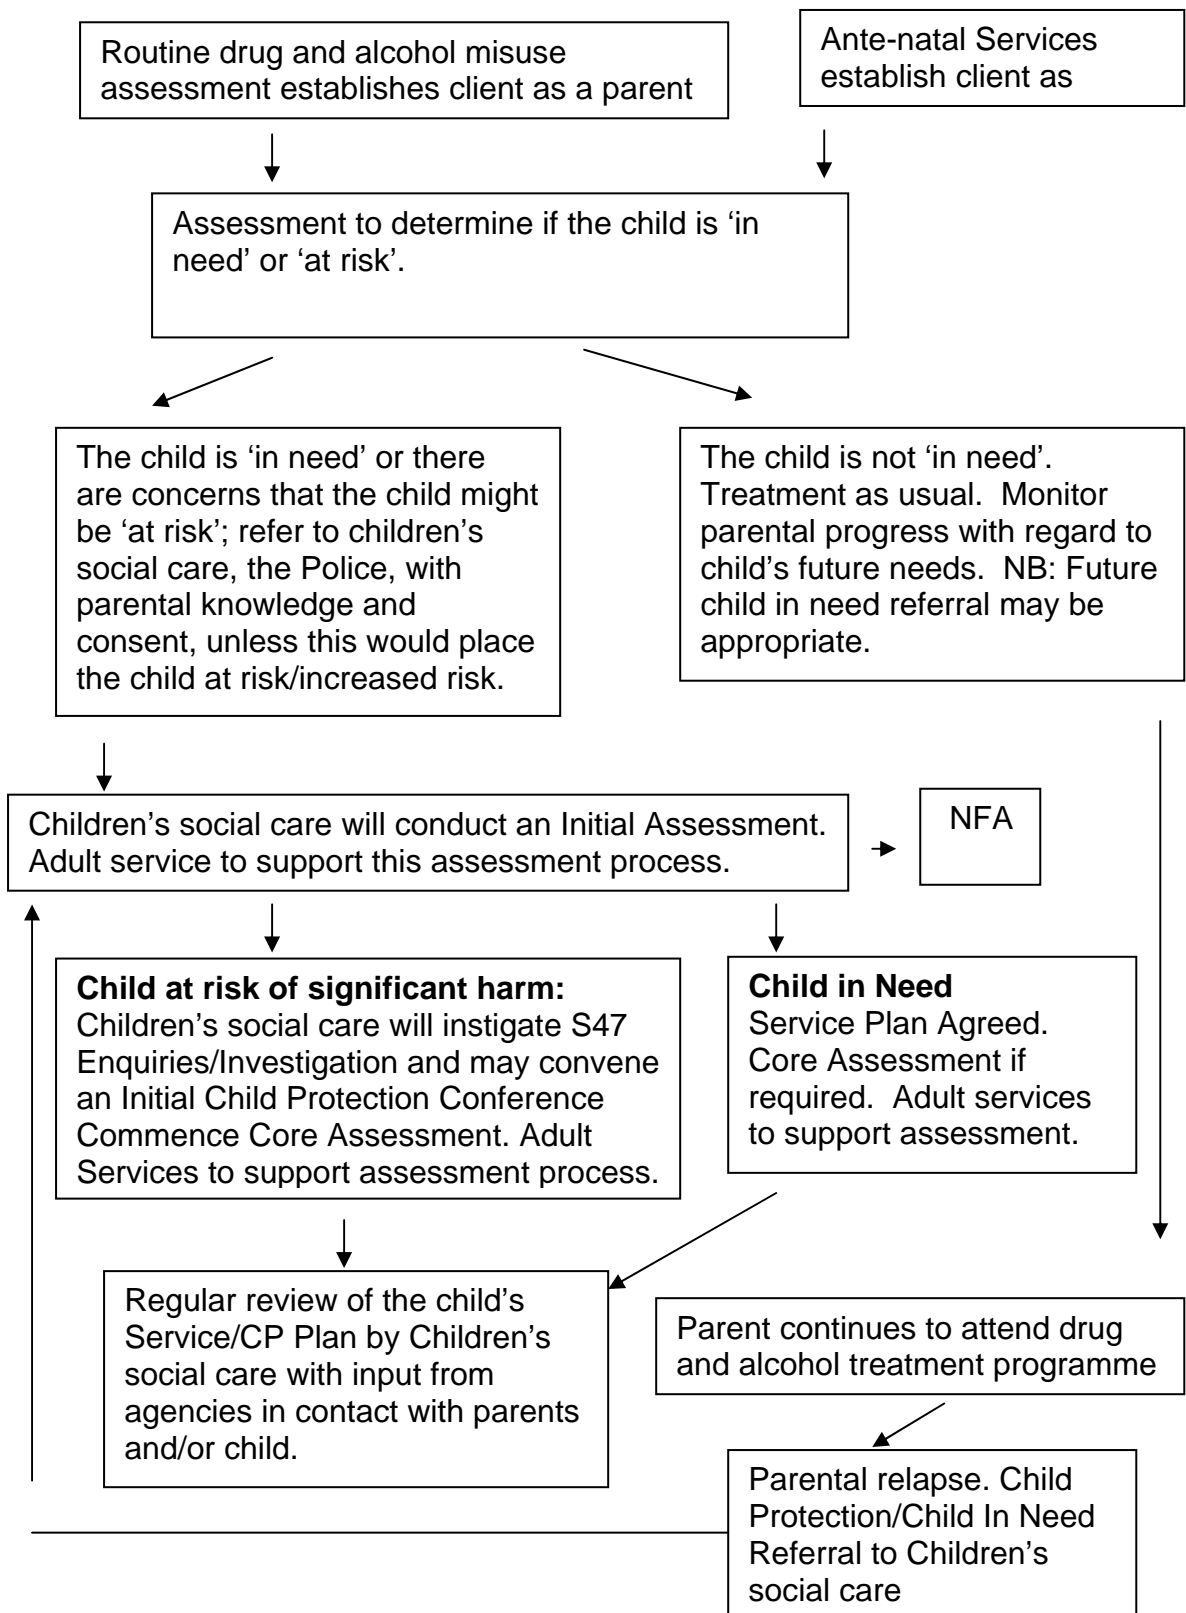 Routine drug and alcohol misuse
assessment establishes client as a parent
Ante-natal Services
establish client as
Assessment to determine if the child is ‘in
need’ or ‘at risk’.
The child is ‘in need’ or there
are concerns that the child might
be ‘at risk’; refer to children’s
social care, the Police, with
parental knowledge and
consent, unless this would place
the child at risk/increased risk.
The child is not ‘in need’.
Treatment as usual.  Monitor
parental progress with regard to
child’s future needs.  NB: Future
child in need referral may be
appropriate.
Children’s social care will conduct an Initial Assessment.
Adult service to support this assessment process.
NFA
Child at risk of significant harm:
Children’s social care will instigate S47
Enquiries/Investigation and may convene
an Initial Child Protection Conference
Commence Core Assessment. Adult
Services to support assessment process.
Child in Need
Service Plan Agreed.
Core Assessment if
required.  Adult services
to support assessment.
Regular review of the child’s
Service/CP Plan by Children’s
social care with input from
agencies in contact with parents
and/or child.
Parent continues to attend drug
and alcohol treatment programme
Parental relapse. Child
Protection/Child In Need
Referral to Children’s
social care